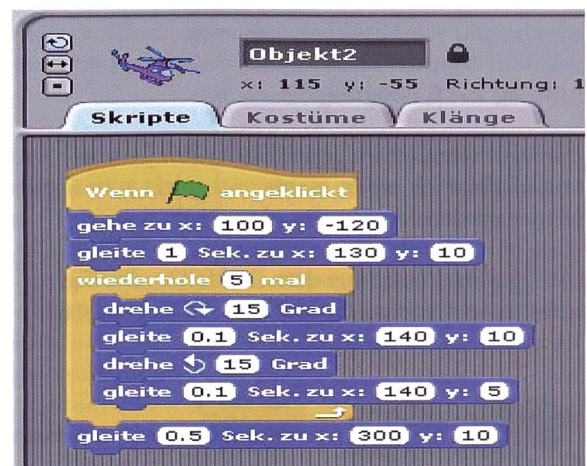 Objekt2
x: 115 y: -55 Richtung: 1
Skripte Kostüme Klänge
Wenn angeklickt
gehe zu x: 100 y: -120
gleite 1 Sek. zu x: 130 y: 10
wiederhole 5 mal
drehe 15 Grad
gleite 0.1 Sek. zu x: 140 y: 10
drehe 15 Grad
gleite 0.1 Sek. zu x: 140 y: 5
gleite 0.5 Sek. zu x: 300 y: 10